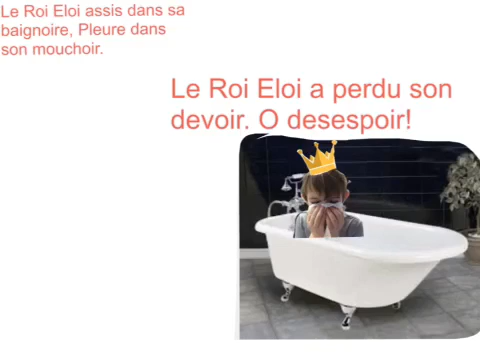 Le Roi Eloi assis dans sa
baignoire, Pleure dans
son mouchoir.
Le Roi Eloi a perdu son
devoir. O desespoir!